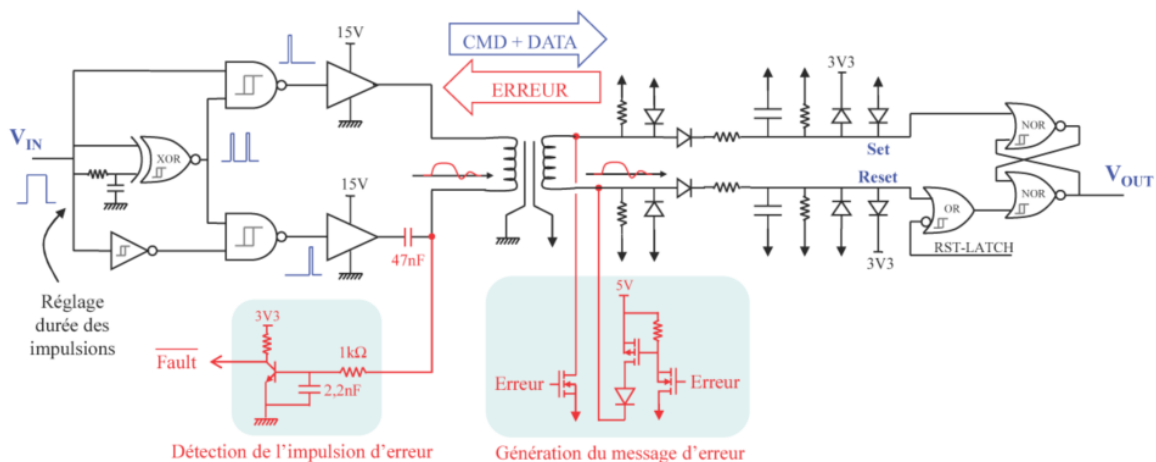 15V
CMD + DATA
ERREUR
3V3
V_IN
XOR
NOR
Set
Reset
V_OUT
NOR
15V
OR
RST-LATCH
3V3
47nF
Réglage
durée des
impulsions
3V3
Fault
1kΩ
2,2nF
5V
Erreur
Erreur
Détection de l'impulsion d'erreur
Génération du message d'erreur